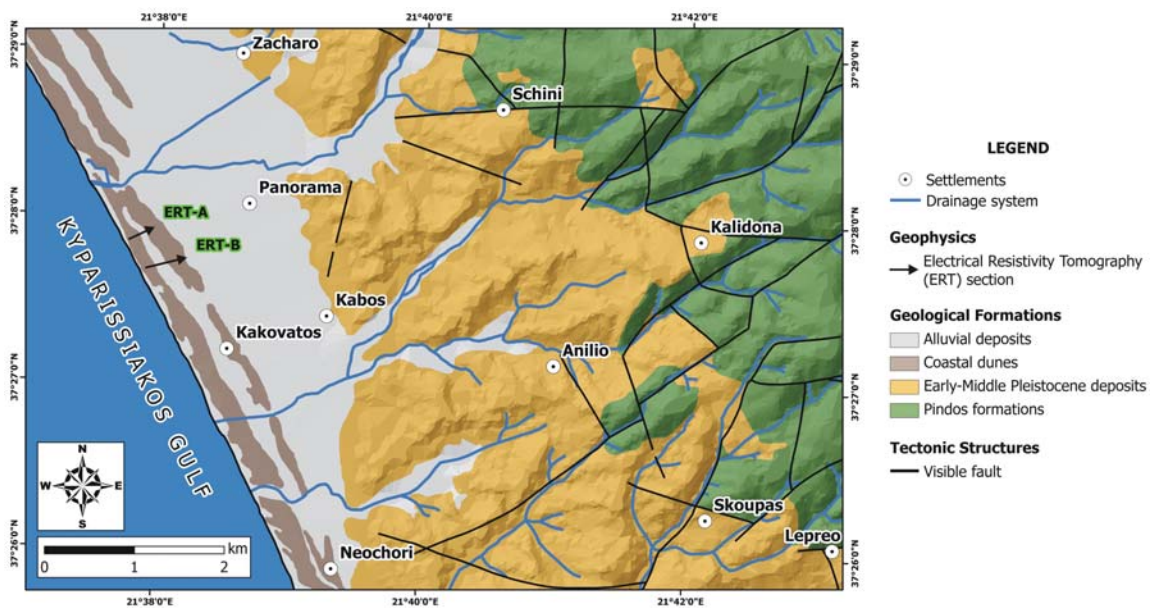 21°38'0"E
21°40'0"E
21°42'0"E
37°29'0"N
37°29'0"N
Zacharo
Schini
Panorama
37°28'0"N
37°28'0"N
ERT-A
ERT-B
Kalidona
KYPARISSIAKOS GULF
Kabos
Kakovatos
Anilio
37°27'0"N
37°27'0"N
N
W
E
S
Skoupas
Lepreo
Neochori
37°26'0"N
37°26'0"N
km
0
1
2
21°38'0"E
21°40'0"E
21°42'0"E
LEGEND
Settlements
Drainage system
Geophysics
Electrical Resistivity Tomography
(ERT) section
Geological Formations
Alluvial deposits
Coastal dunes
Early-Middle Pleistocene deposits
Pindos formations
Tectonic Structures
Visible fault